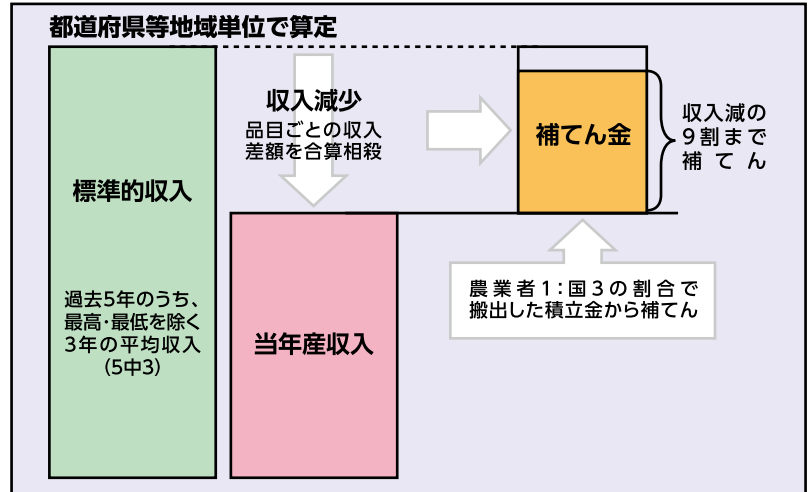 都道府県等地域単位で算定
標準的収入
過去5年のうち、
最高・最低を除く
3年の平均収入
(5中3)
収入減少
品目ごとの収入
差額を合算相殺
当年産収入
補てん金
収入減の
9割まで
補てん
農業者1：国3の割合で
搬出した積立金から補てん